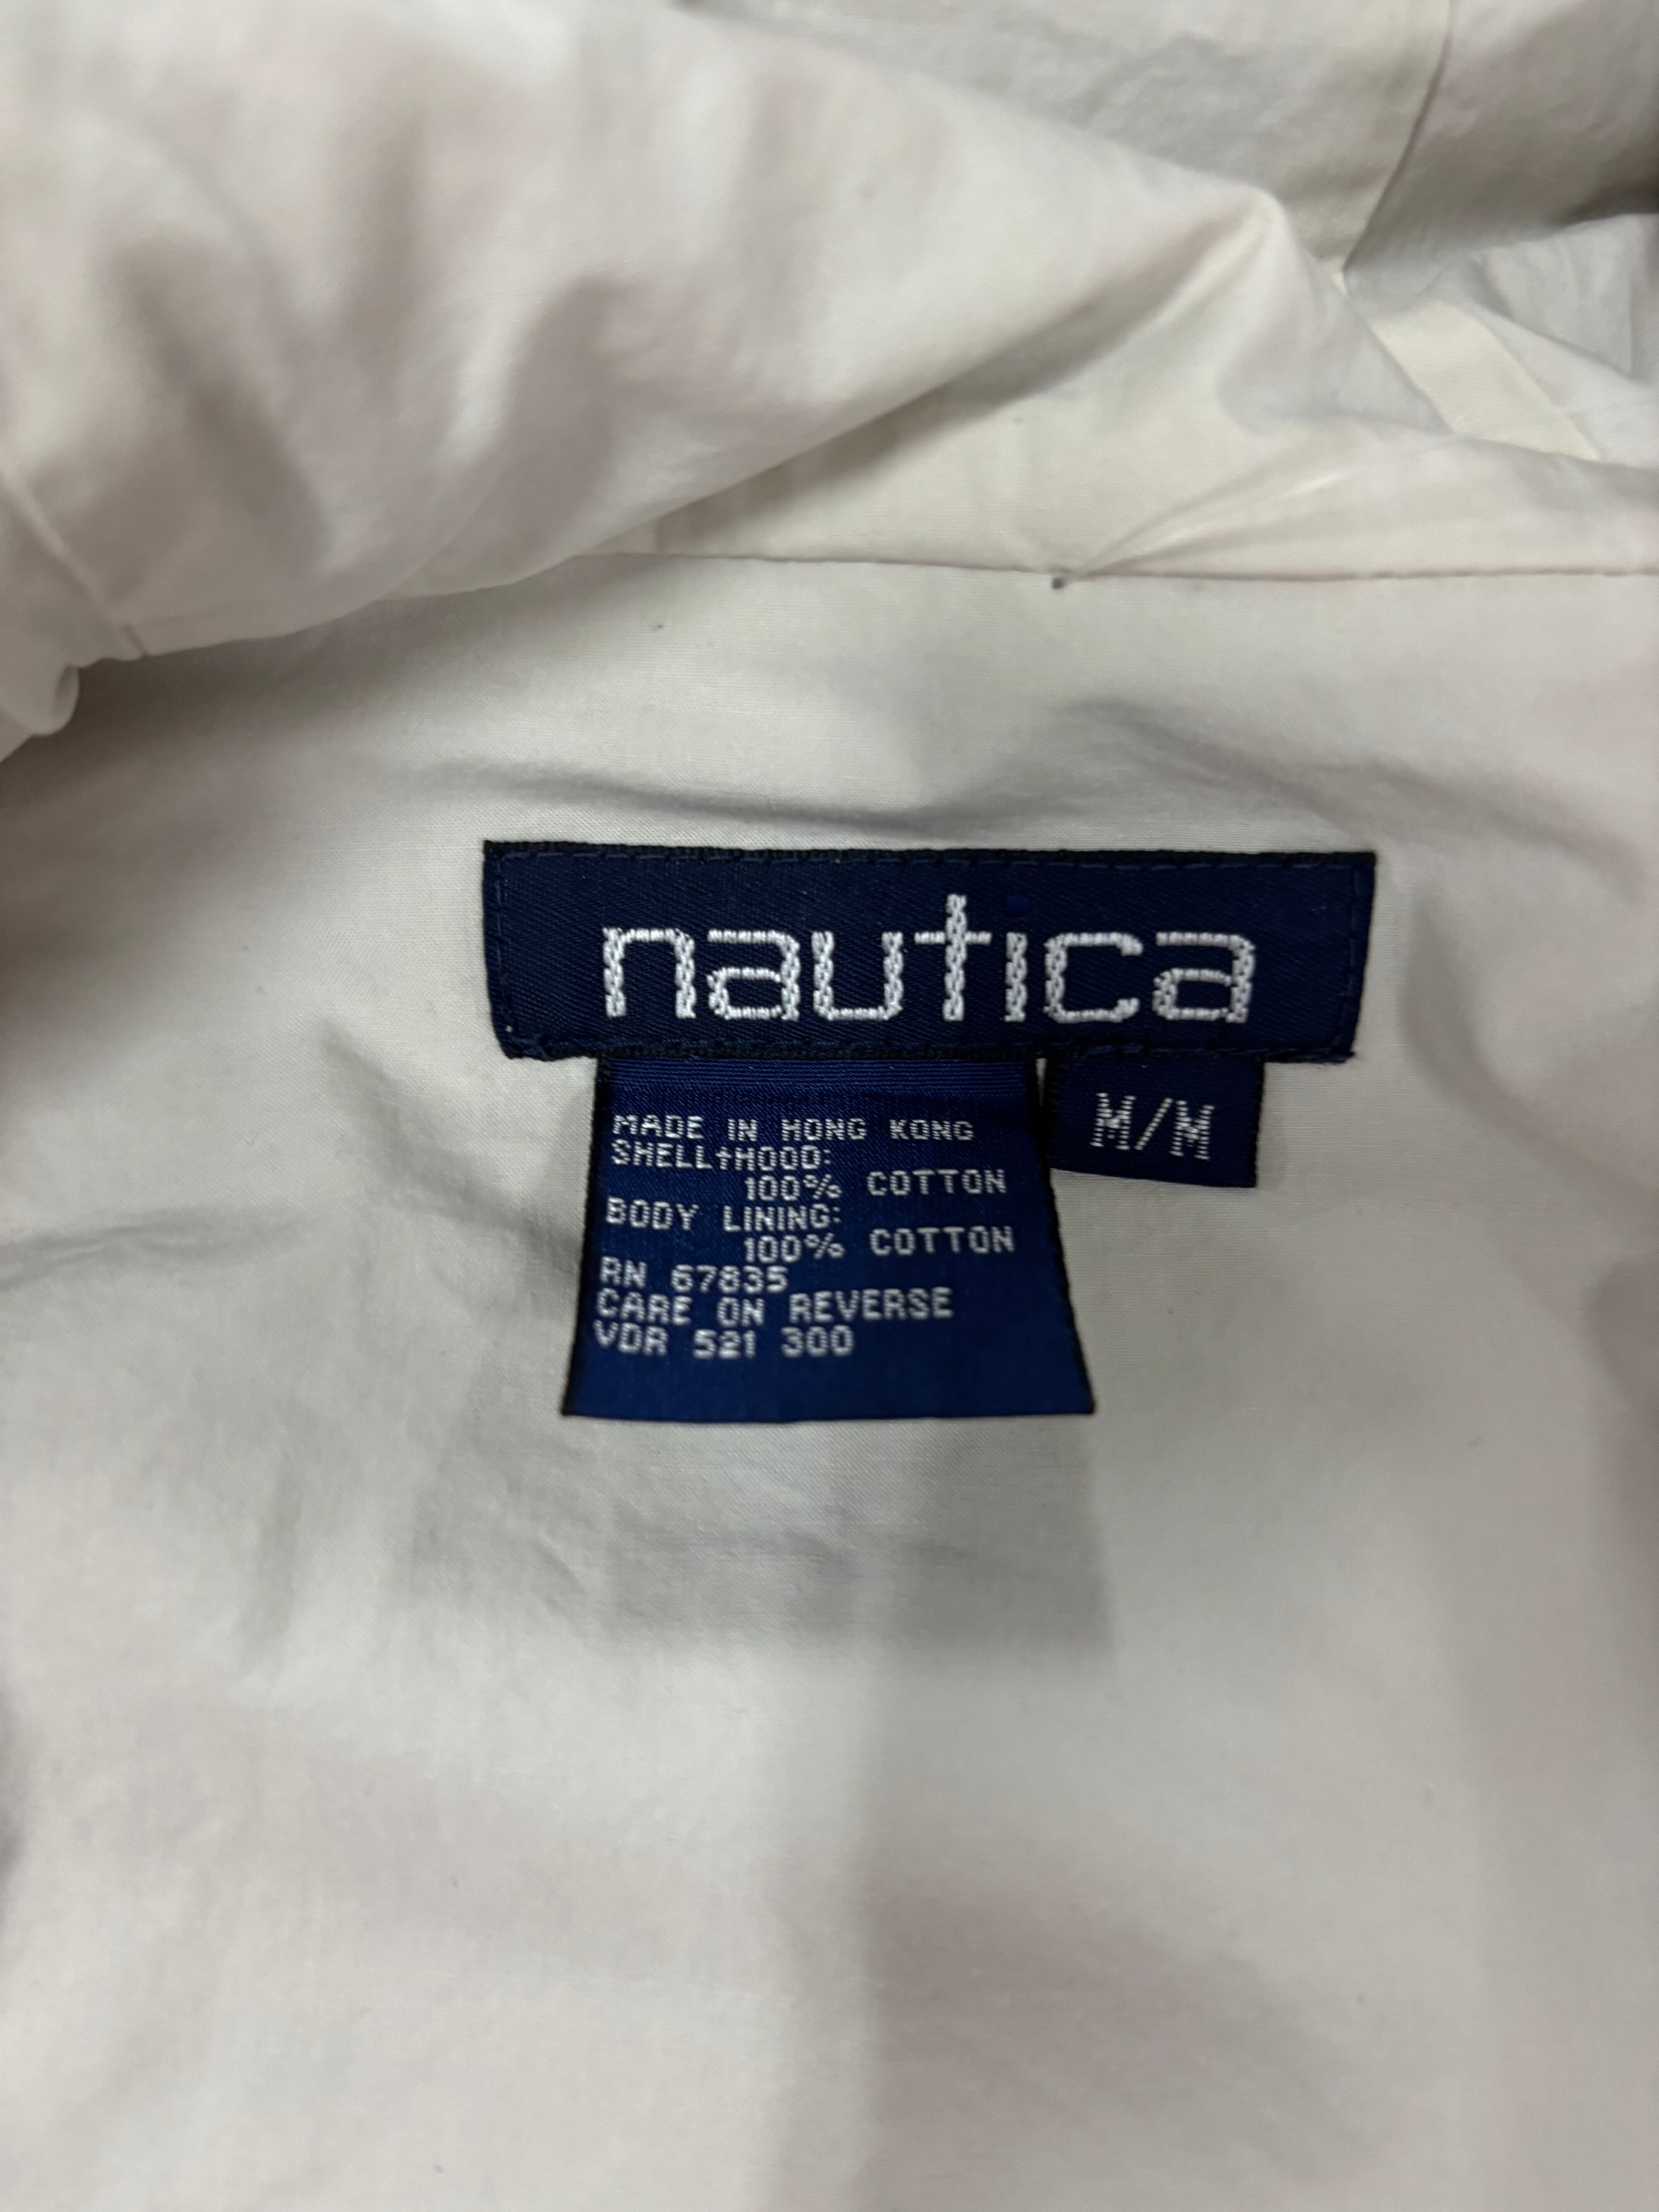 nautica
M/M
MADE IN HONG KONG
SHELL+HOOD:
100% COTTON
BODY LINING:
100% COTTON
RN 67835
CARE ON REVERSE
VDR 521 300